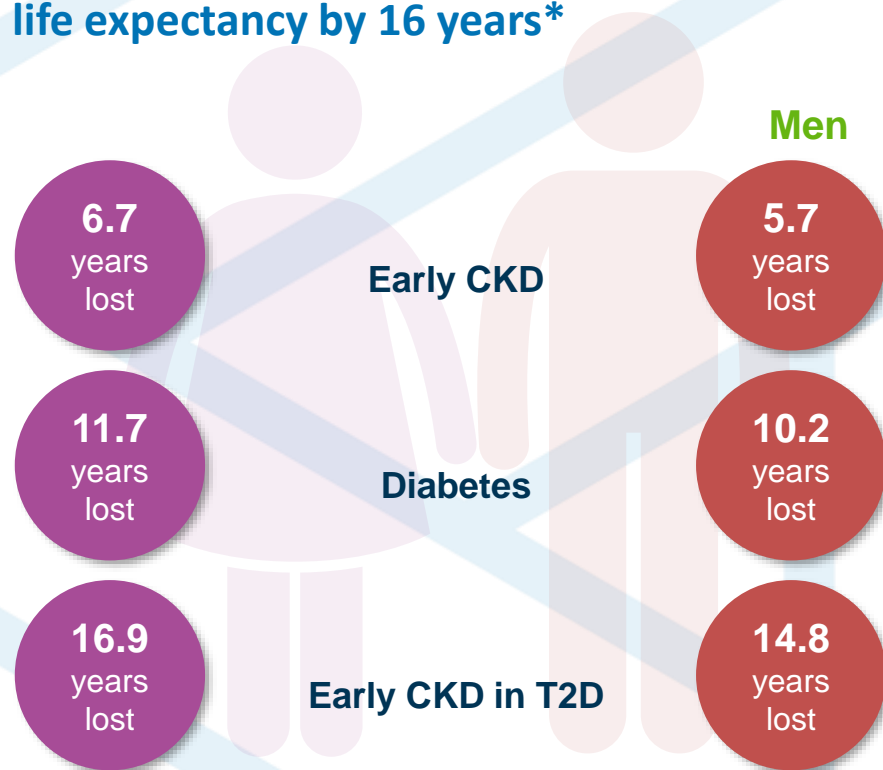 life expectancy by 16 years*
Men
6.7
years
lost
Early CKD
5.7
years
lost
11.7
years
lost
Diabetes
10.2
years
lost
16.9
years
lost
Early CKD in T2D
14.8
years
lost